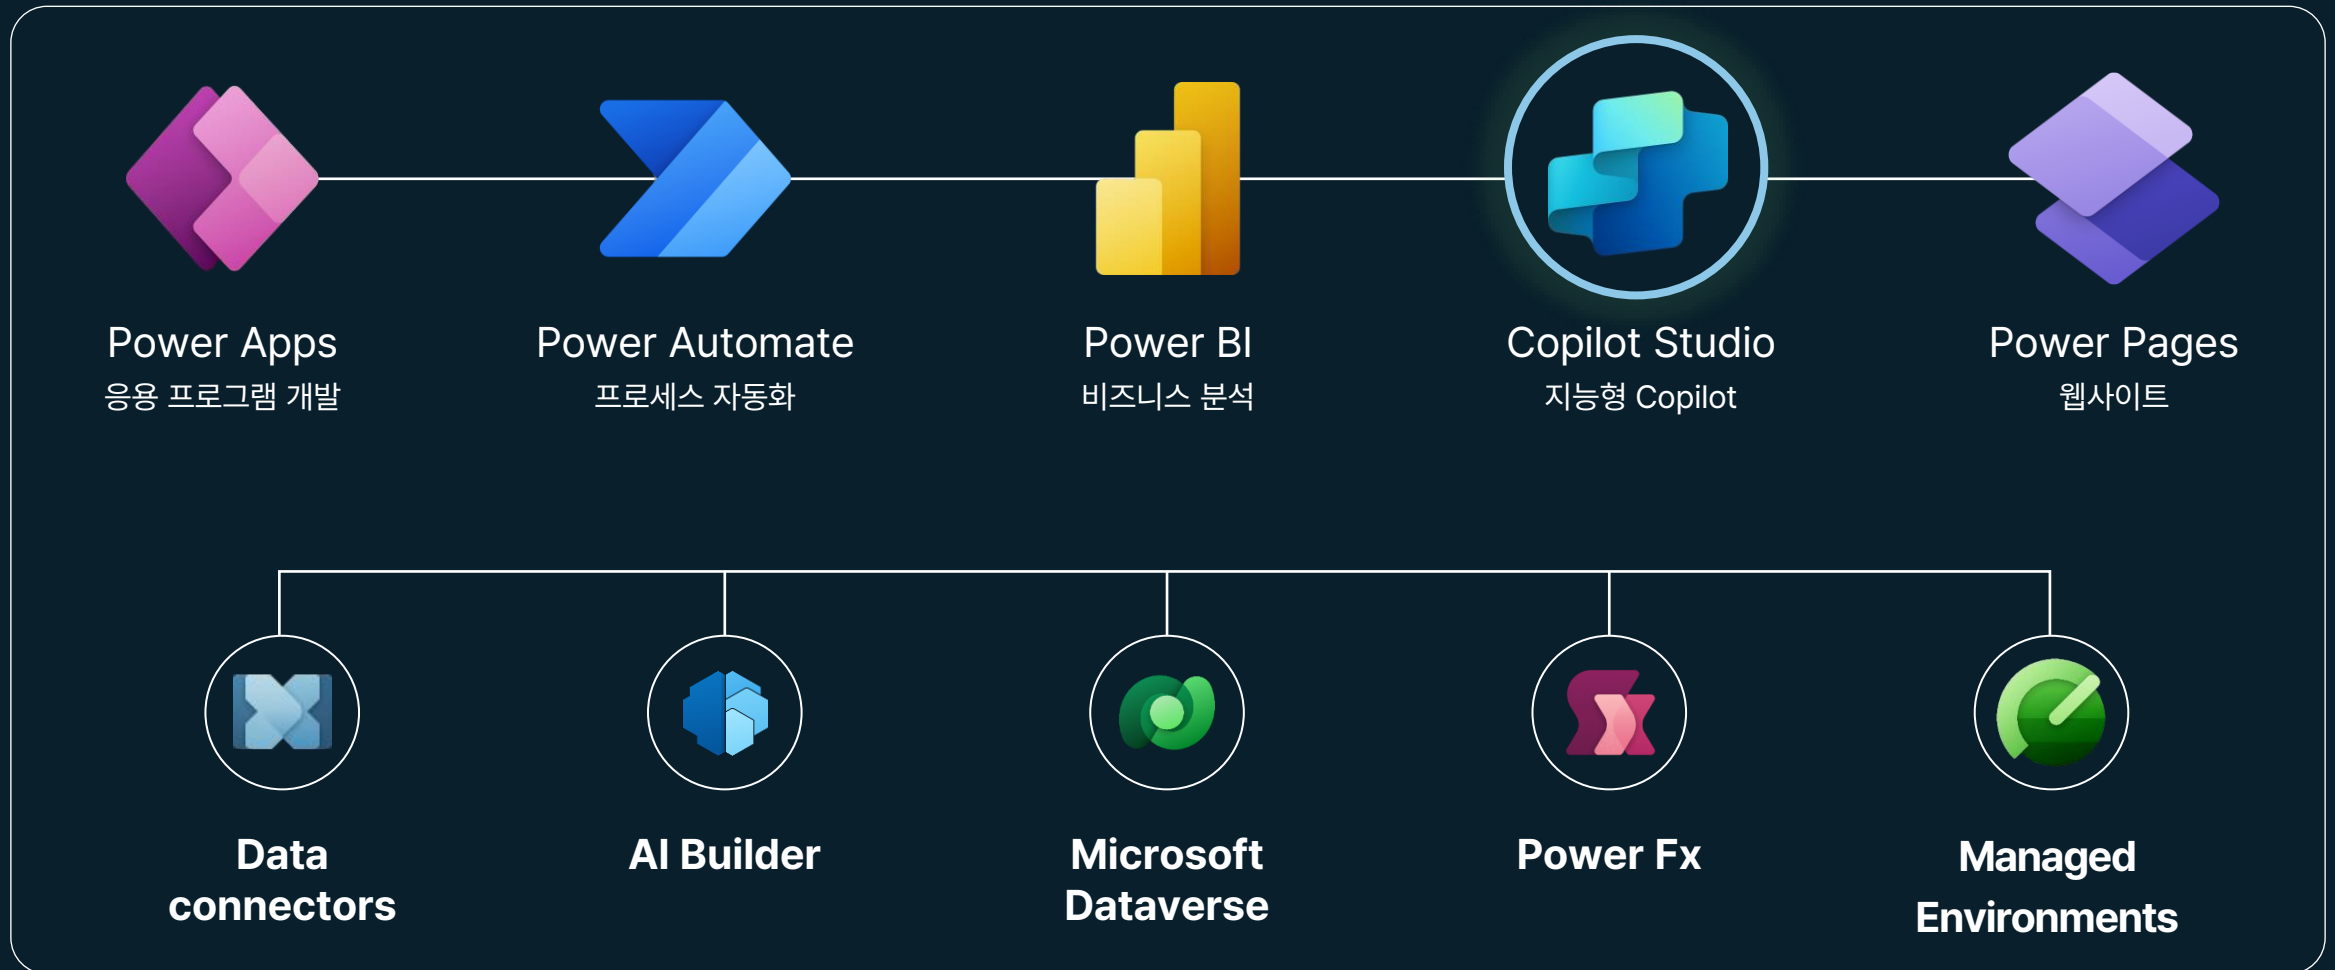 Power Apps
응용 프로그램 개발
Power Automate
프로세스 자동화
Power BI
비즈니스 분석
Copilot Studio
지능형 Copilot
Power Pages
웹사이트
Data
connectors
AI Builder
Microsoft
Dataverse
Power Fx
Managed
Environments